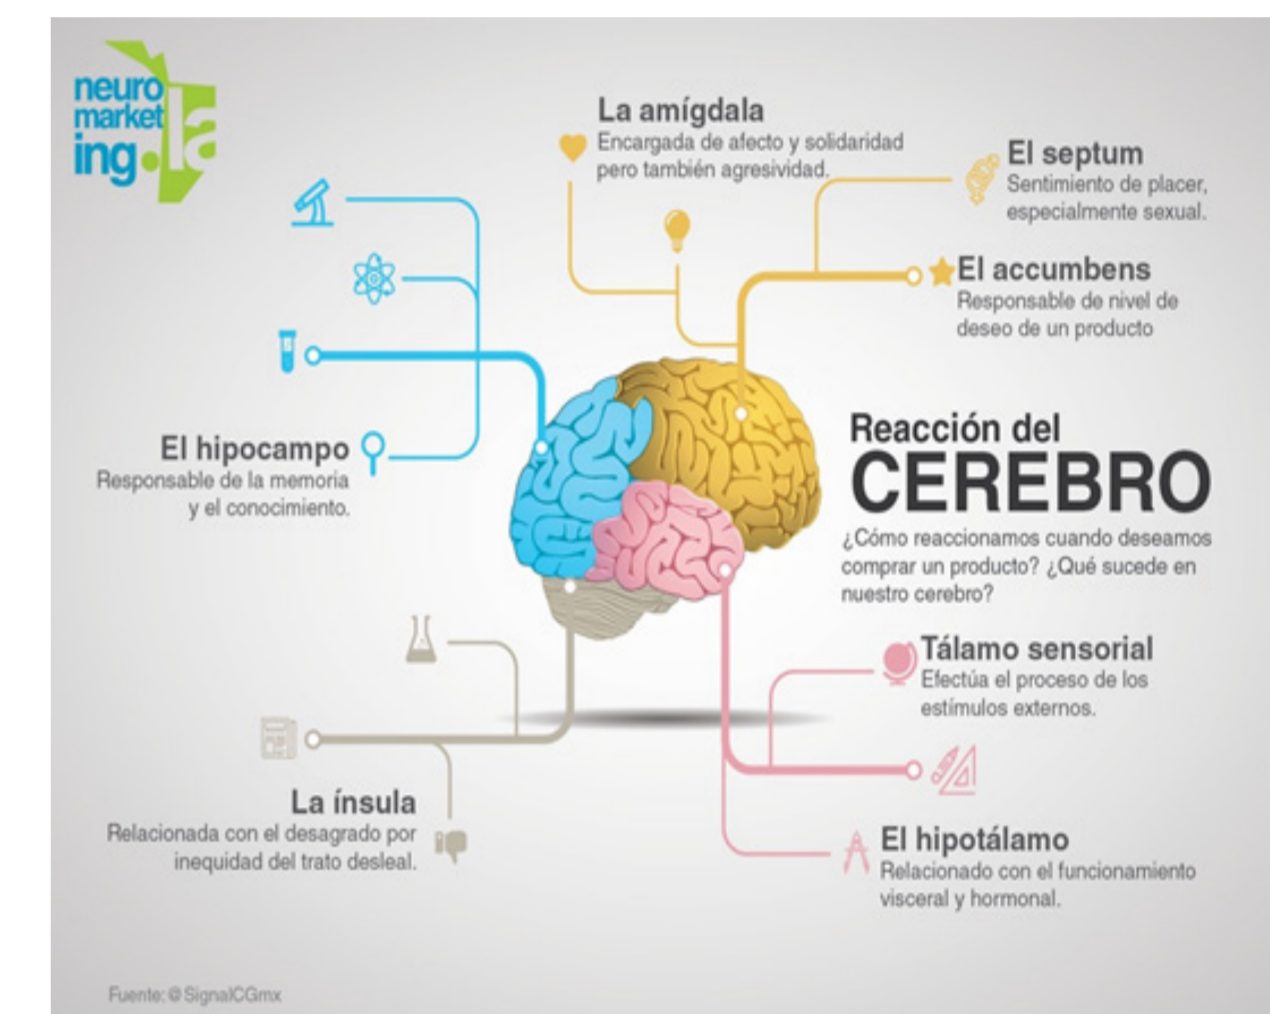 neuro
market
ing.la
La amígdala
Encargada de afecto y solidaridad
pero también agresividad.
El septum
Sentimiento de placer,
especialmente sexual.
El accumbens
Responsable de nivel de
deseo de un producto
El hipocampo
Responsable de la memoria
y el conocimiento.
Reacción del
CEREBRO
¿Cómo reaccionamos cuando deseamos
comprar un producto? ¿Qué sucede en
nuestro cerebro?
Tálamo sensorial
Efectúa el proceso de los
estímulos externos.
La ínsula
Relacionada con el desagrado por
inequidad del trato desleal.
El hipotálamo
Relacionado con el funcionamiento
visceral y hormonal.
Fuente: @SignalCGmx